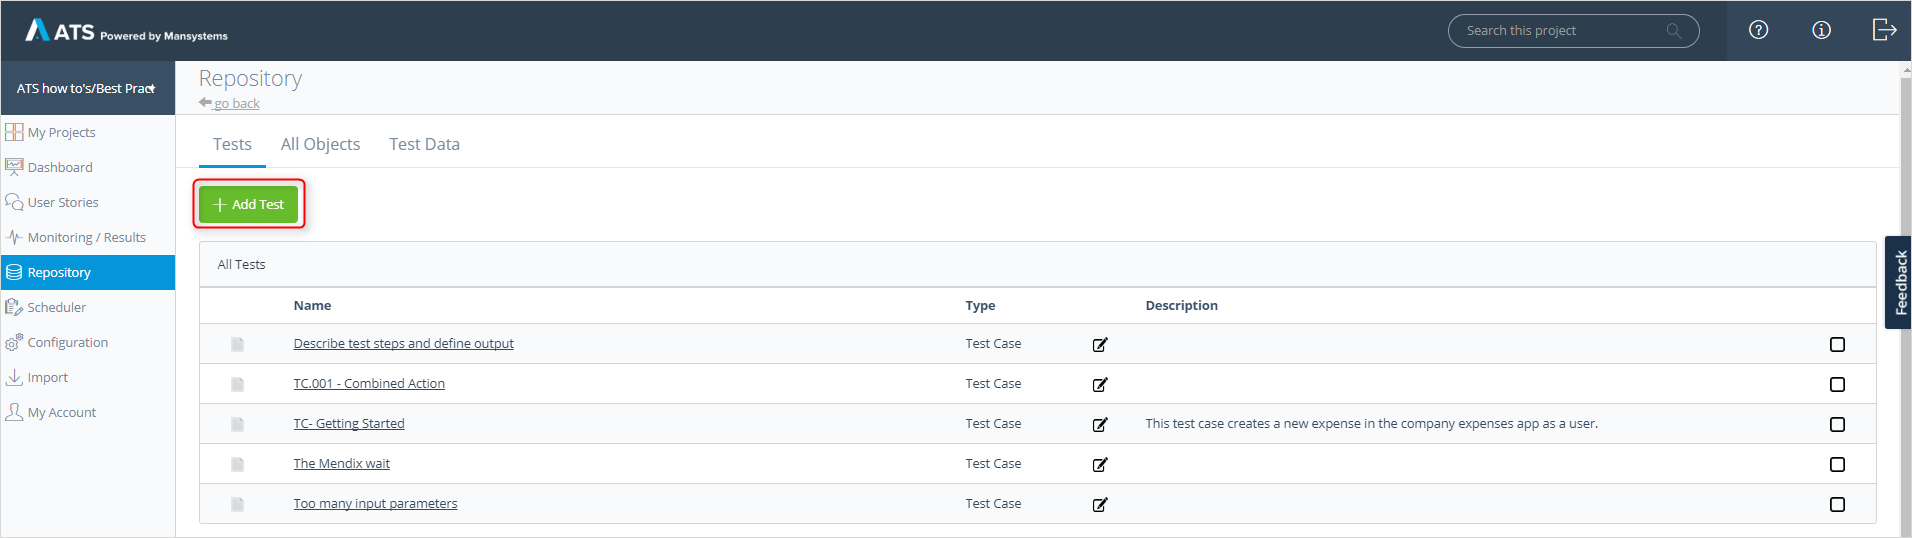 ATS Powered by Mansystems
Search this project
ATS how to's/Best Pract
Repository
go back
My Projects
Dashboard
User Stories
Monitoring / Results
Repository
Scheduler
Configuration
Import
My Account
Tests All Objects Test Data
Add Test
All Tests
Name Type Description
Describe test steps and define output Test Case
TC.001 - Combined Action Test Case
TC- Getting Started Test Case This test case creates a new expense in the company expenses app as a user.
The Mendix wait Test Case
Too many input parameters Test Case
Feedback